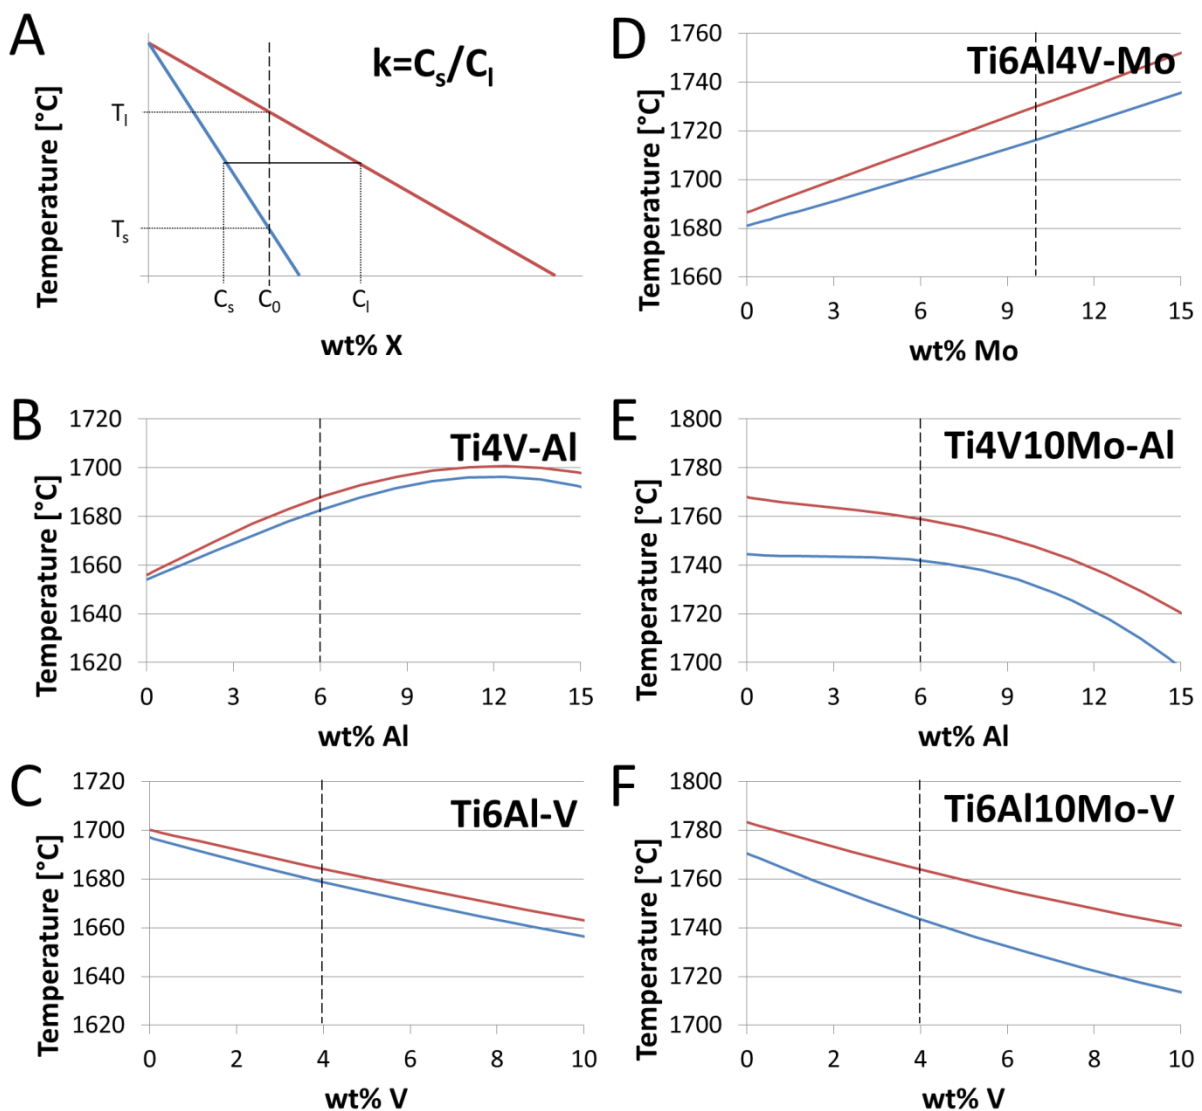 A
k=Cs/Cl
Temperature [°C]
Tl
Ts
Cs C0 Cl
wt% X
D
Ti6Al4V-Mo
Temperature [°C]
1760
1740
1720
1700
1680
1660
0 3 6 9 12 15
wt% Mo
B
Ti4V-Al
Temperature [°C]
1720
1700
1680
1660
1640
1620
0 3 6 9 12 15
wt% Al
E
Ti4V10Mo-Al
Temperature [°C]
1800
1780
1760
1740
1720
1700
0 3 6 9 12 15
wt% Al
C
Ti6Al-V
Temperature [°C]
1720
1700
1680
1660
1640
1620
0 2 4 6 8 10
wt% V
F
Ti6Al10Mo-V
Temperature [°C]
1800
1780
1760
1740
1720
1700
0 2 4 6 8 10
wt% V